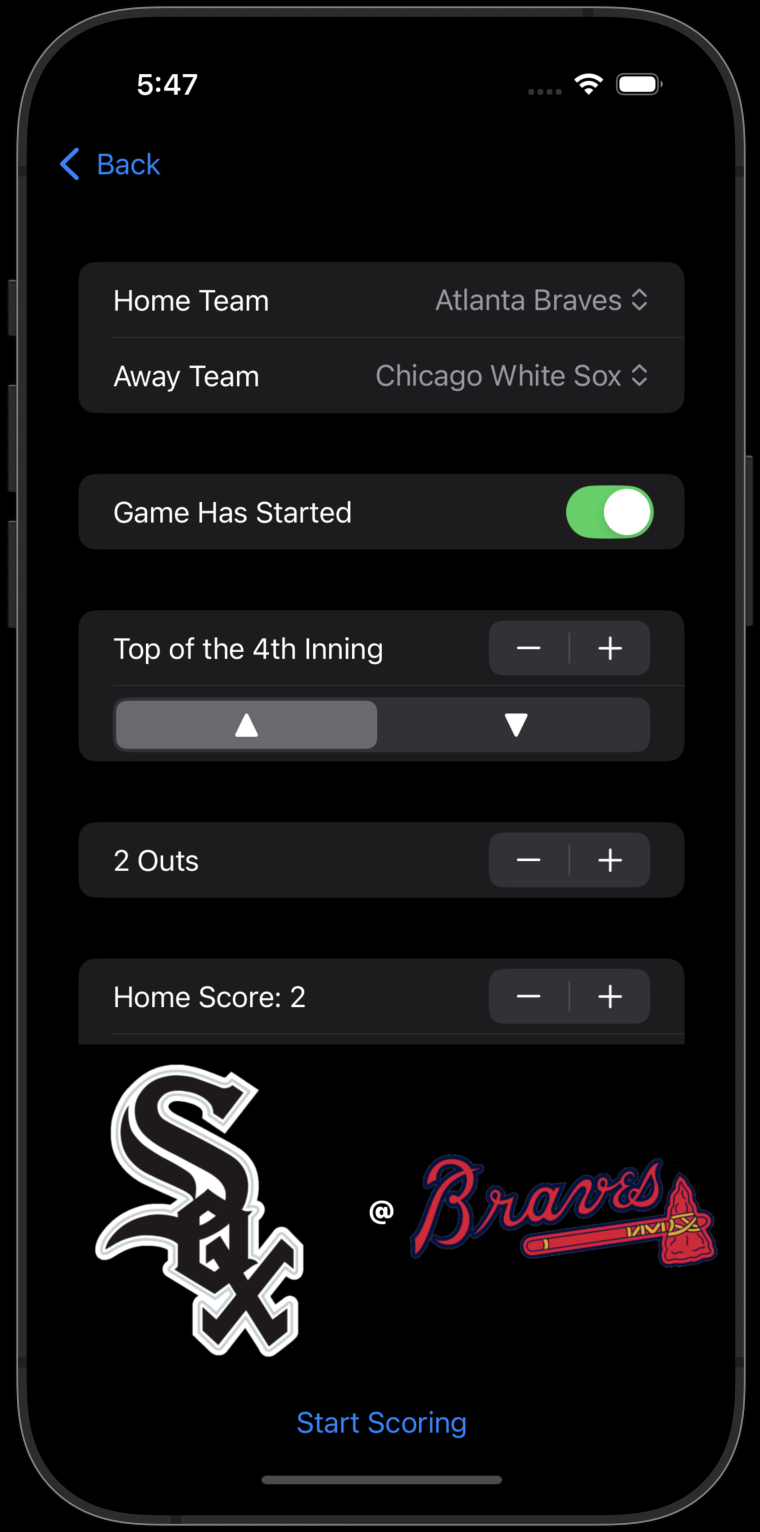 5:47
Back
Home Team Atlanta Braves
Away Team Chicago White Sox
Game Has Started
Top of the 4th Inning − +
▲ ▼
2 Outs − +
Home Score: 2 − +
Sox @ Braves
Start Scoring